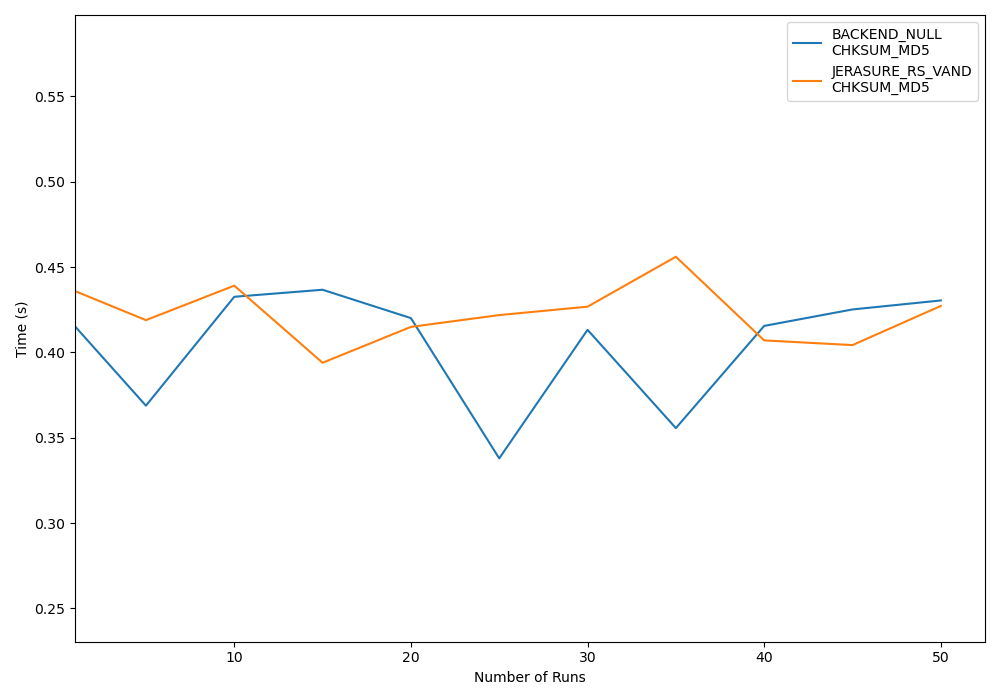 BACKEND_NULL
CHKSUM_MD5
JERASURE_RS_VAND
CHKSUM_MD5
0.55
0.50
0.45
0.40
0.35
0.30
0.25
Time (s)
10 20 30 40 50
Number of Runs